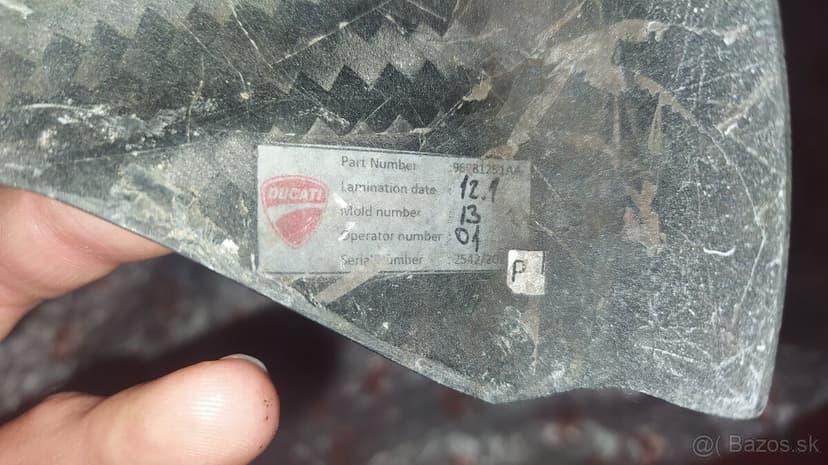 DUCATI
Part Number
Lamination date : 12.1
Mold number : 13
Operator number : 01
Serial Number
P
@( Bazos.sk